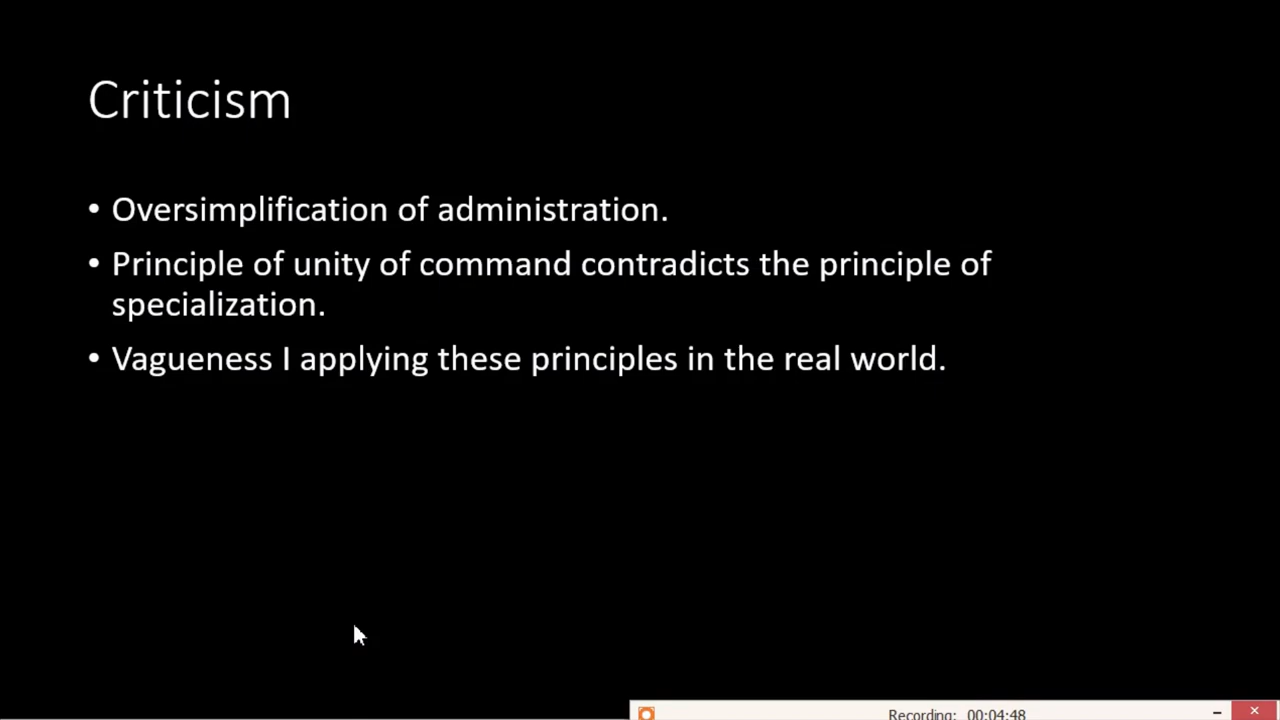 Criticism
• Oversimplification of administration.
• Principle of unity of command contradicts the principle of
specialization.
• Vagueness I applying these principles in the real world.
Recording: 00:04:48